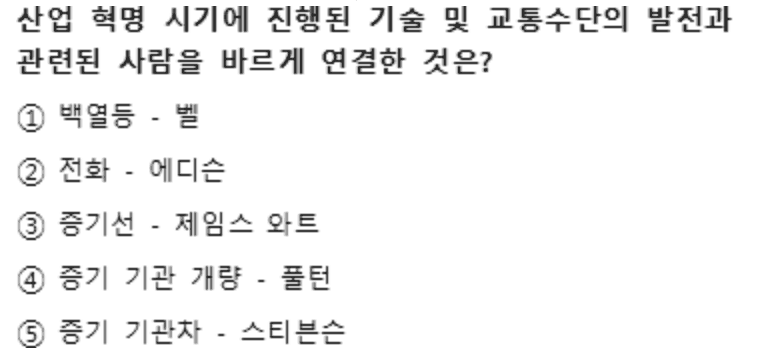 산업 혁명 시기에 진행된 기술 및 교통수단의 발전과
관련된 사람을 바르게 연결한 것은?
① 백열등 - 벨
② 전화 - 에디슨
③ 증기선 - 제임스 와트
④ 증기 기관 개량 - 풀턴
⑤ 증기 기관차 - 스티븐슨